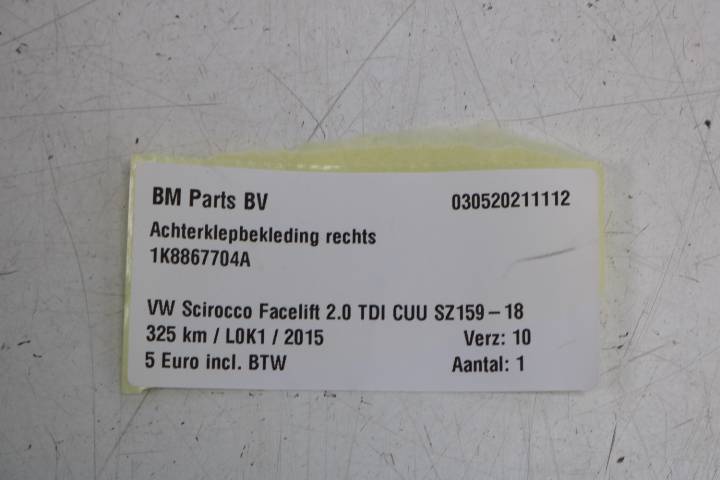 BM Parts BV 030520211112
Achterklepbekleding rechts
1K8867704A
VW Scirocco Facelift 2.0 TDI CUU SZ159-18
325 km / L0K1 / 2015 Verz: 10
5 Euro incl. BTW Aantal: 1